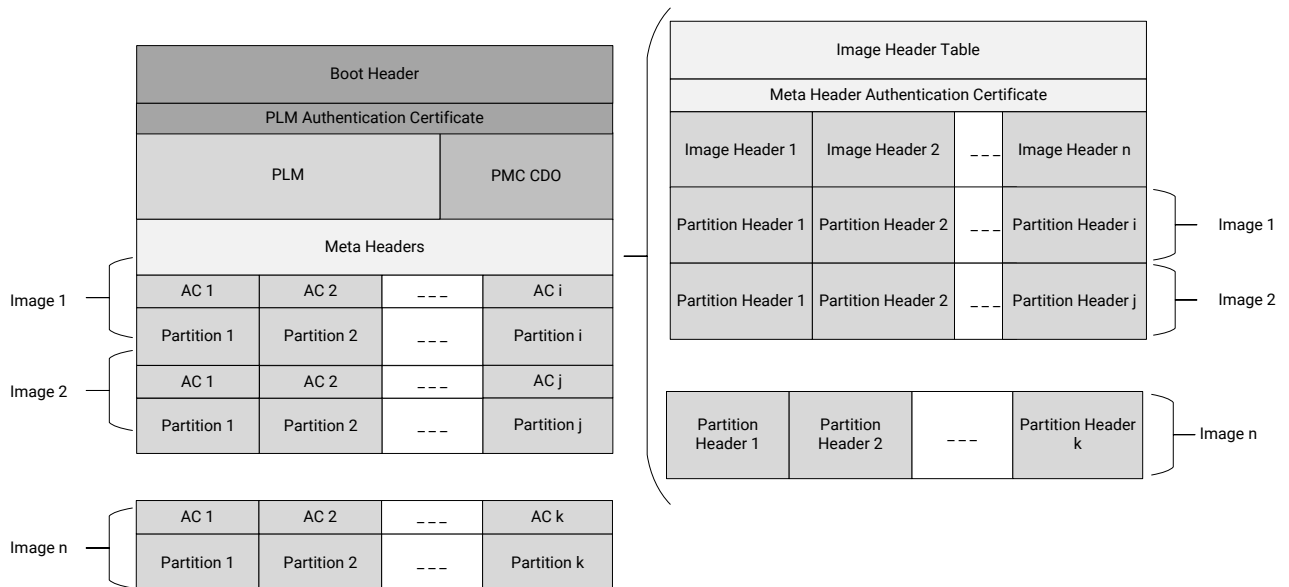 Boot Header
PLM Authentication Certificate
PLM
PMC CDO
Meta Headers
Image 1
AC 1
AC 2
_ _ _
AC i
Partition 1
Partition 2
_ _ _
Partition i
Image 2
AC 1
AC 2
_ _ _
AC j
Partition 1
Partition 2
_ _ _
Partition j
Image n
AC 1
AC 2
_ _ _
AC k
Partition 1
Partition 2
_ _ _
Partition k
Image Header Table
Meta Header Authentication Certificate
Image Header 1
Image Header 2
_ _ _
Image Header n
Partition Header 1
Partition Header 2
_ _ _
Partition Header i
Image 1
Partition Header 1
Partition Header 2
_ _ _
Partition Header j
Image 2
Partition
Header 1
Partition
Header 2
_ _ _
Partition Header
k
Image n